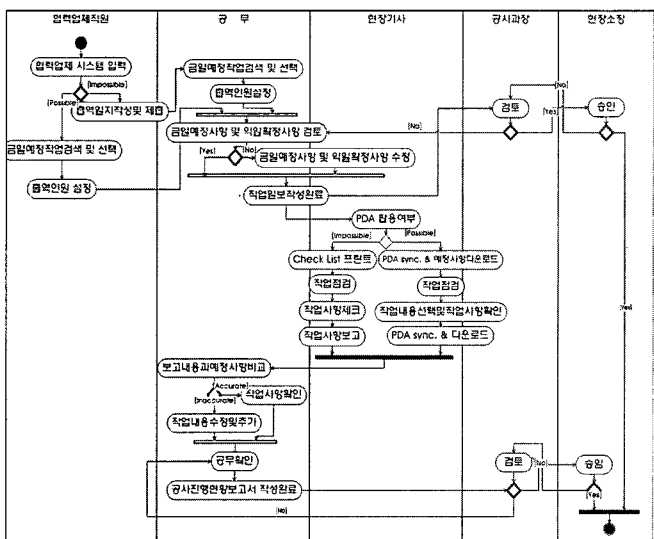 협력업체직원
공 무
현장기사
공사과장
현장소장
협력업체 시스템 입력
[Impossible]
[Possible]
출역일지작성및 제출
금일예정작업검색 및 선택
출역인원 삼정
금일예정작업검색 및 선택
출역인원삼정
금일예정사항 및 익일확정사항 검토
[Yes]
[No]
금일예정사항 및 익일확정사항 수정
작업일보작성완료
검토
[No]
[Yes]
승인
[No]
[Yes]
PDA 활용여부
[Impossible]
[Possible]
Check List 프린트
PDA sync. & 예정사항다운로드
작업점검
작업점검
작업사항체크
작업내용선택및작업사항확인
작업사항보고
PDA sync. & 다운로드
보고내용과예정사항비교
[Accurate]
[Inaccurate]
작업사항확인
작업내용수정및추가
공무확인
공사진행현황보고서 작성완료
검토
[No]
승인
[Yes]
[No]